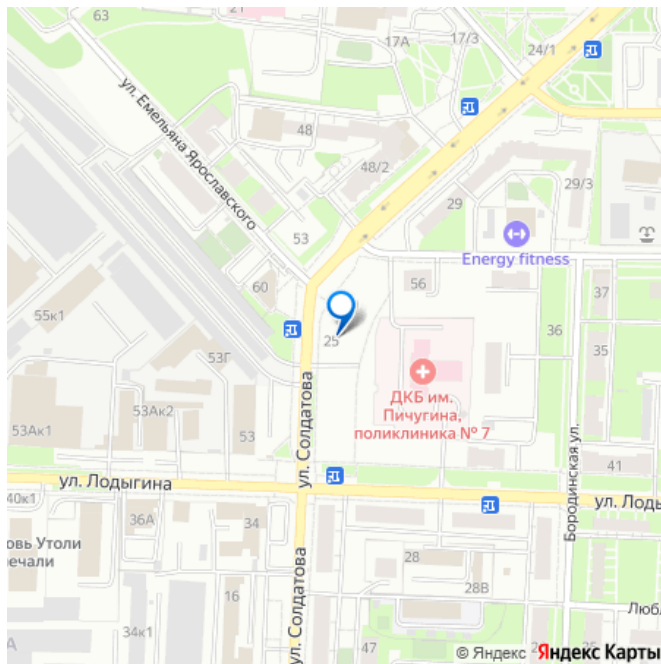 21
17А
17/3
24/1
ул. Емельяна Ярославского
48
48/2
29/3
29
53
Energy fitness
60
56
37
55к1
25
36
35
53Г
ДКБ им.
Пичугина,
поликлиника № 7
53Ак2
53Ак1
53
ул. Солдатова
41
Бородинская ул.
ул. Лодыгина
40к1
ул. Лоды
36А
34
овь Утоли
печали
28
28В
16
Любл
34к1
ул. Солдатова
47
© Яндекс Яндекс Карты